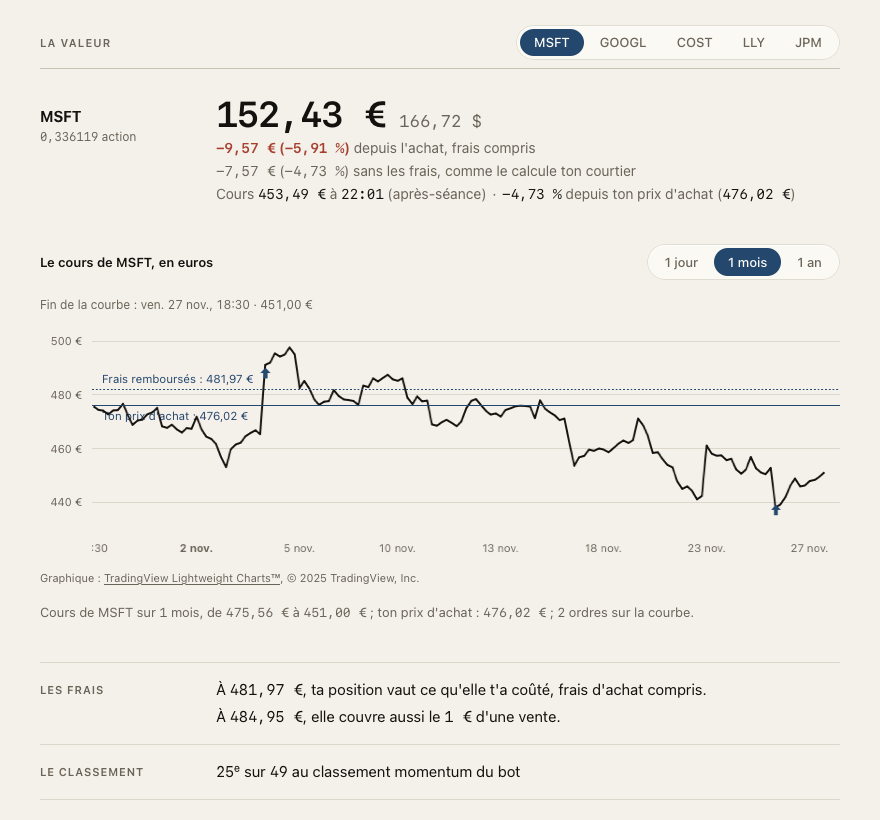 LA VALEUR
MSFT GOOGL COST LLY JPM
MSFT
0,336119 action
152,43 € 166,72 $
−9,57 € (−5,91 %) depuis l'achat, frais compris
−7,57 € (−4,73 %) sans les frais, comme le calcule ton courtier
Cours 453,49 € à 22:01 (après-séance) · −4,73 % depuis ton prix d'achat (476,02 €)
Le cours de MSFT, en euros
1 jour 1 mois 1 an
Fin de la courbe : ven. 27 nov., 18:30 · 451,00 €
500 €
Frais remboursés : 481,97 €
480 €
Ton prix d'achat : 476,02 €
460 €
440 €
:30 2 nov. 5 nov. 10 nov. 13 nov. 18 nov. 23 nov. 27 nov.
Graphique : TradingView Lightweight Charts™, © 2025 TradingView, Inc.
Cours de MSFT sur 1 mois, de 475,56 € à 451,00 € ; ton prix d'achat : 476,02 € ; 2 ordres sur la courbe.
LES FRAIS
À 481,97 €, ta position vaut ce qu'elle t'a coûté, frais d'achat compris.
À 484,95 €, elle couvre aussi le 1 € d'une vente.
LE CLASSEMENT
25e sur 49 au classement momentum du bot